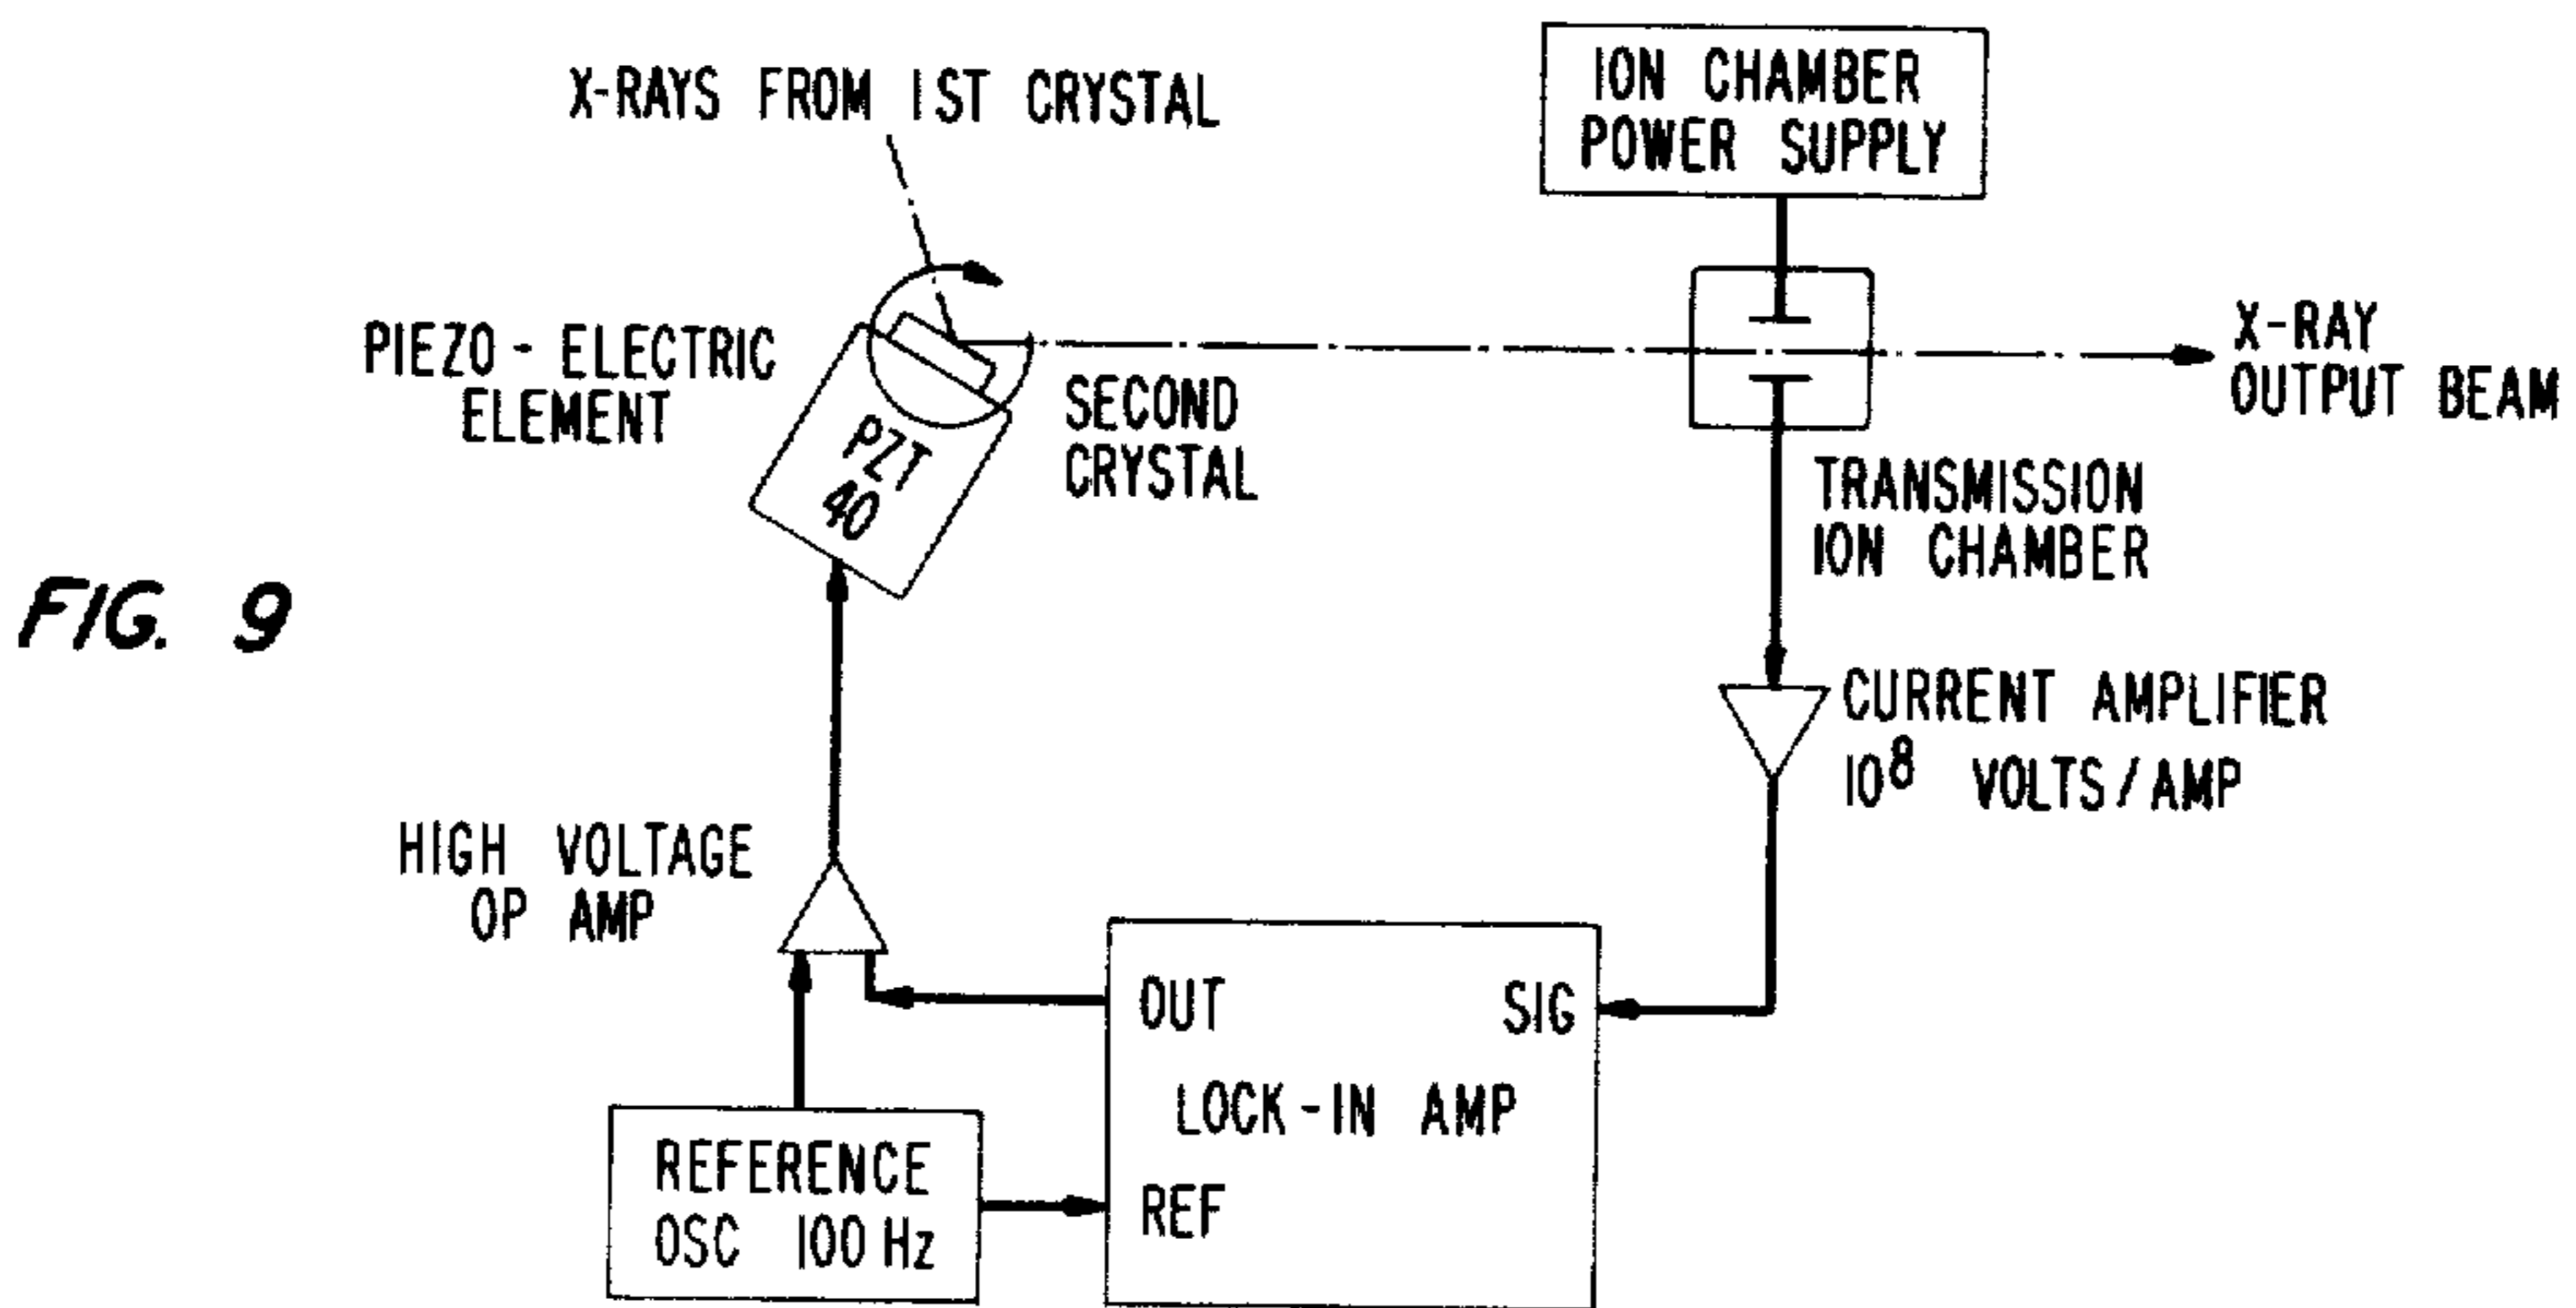 X-RAYS FROM 1ST CRYSTAL
ION CHAMBER
POWER SUPPLY
PIEZO-ELECTRIC
ELEMENT
PZT
40
SECOND
CRYSTAL
X-RAY
OUTPUT BEAM
TRANSMISSION
ION CHAMBER
FIG. 9
CURRENT AMPLIFIER
10⁸ VOLTS/AMP
HIGH VOLTAGE
OP AMP
OUT
SIG
LOCK-IN AMP
REF
REFERENCE
OSC 100 Hz